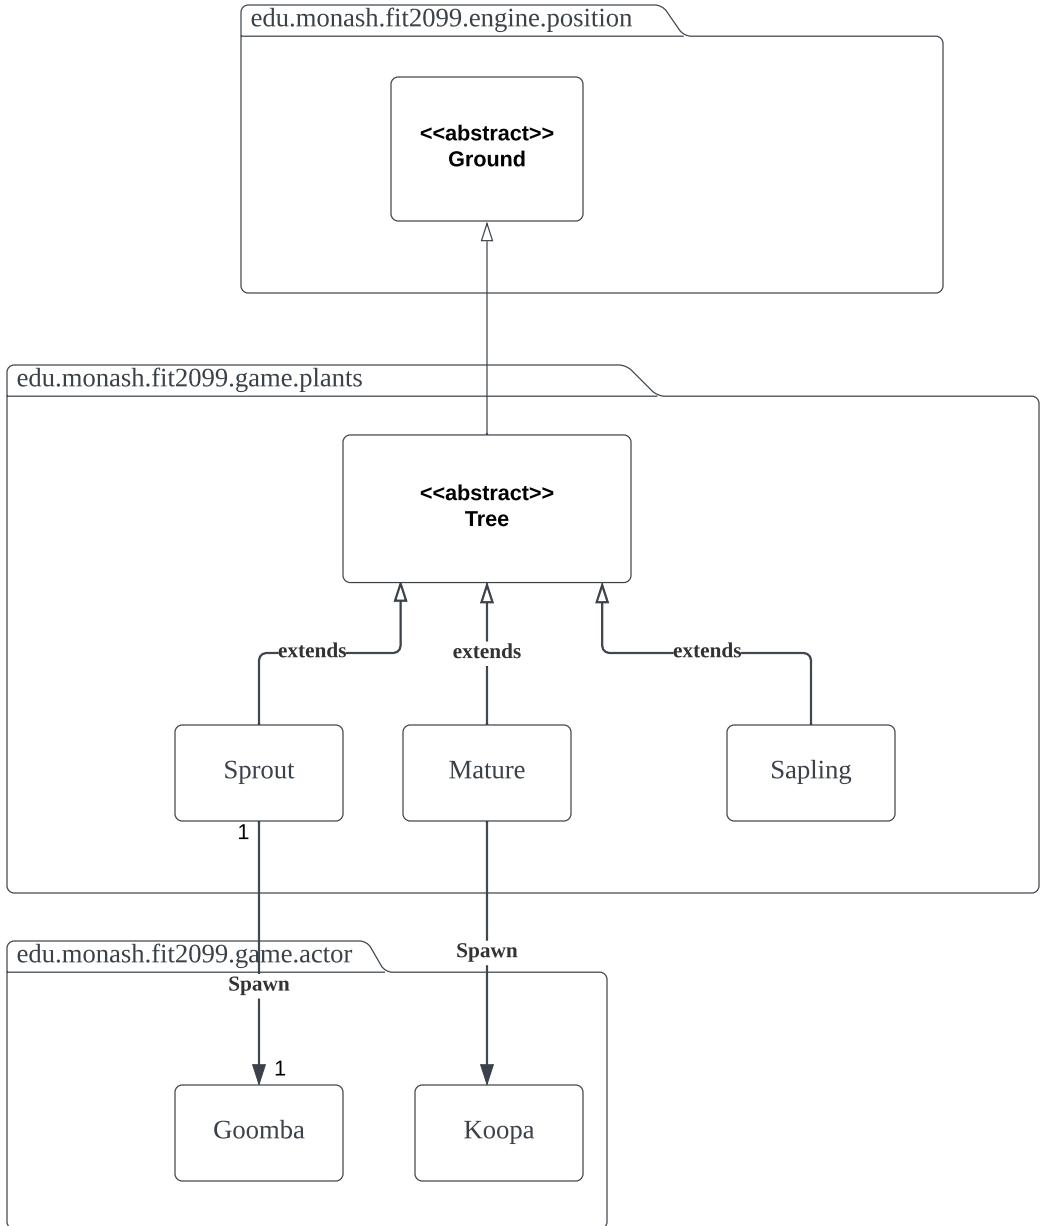 edu.monash.fit2099.engine.position
<<abstract>>
Ground
edu.monash.fit2099.game.plants
<<abstract>>
Tree
extends
extends
extends
Sprout
Mature
Sapling
1
Spawn
edu.monash.fit2099.game.actor
Spawn
1
Goomba
Koopa